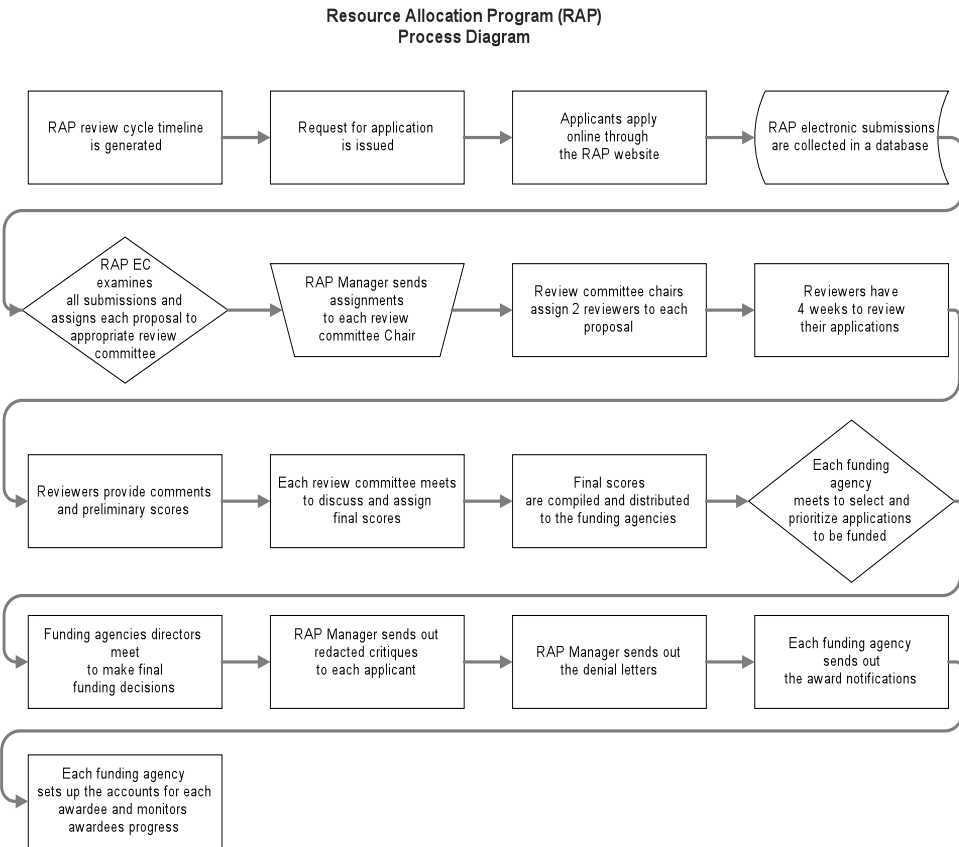 Resource Allocation Program (RAP)
Process Diagram
RAP review cycle timeline
is generated
Request for application
is issued
Applicants apply
online through
the RAP website
RAP electronic submissions
are collected in a database
RAP EC
examines
all submissions and
assigns each proposal to
appropriate review
committee
RAP Manager sends
assignments
to each review
committee Chair
Review committee chairs
assign 2 reviewers to each
proposal
Reviewers have
4 weeks to review
their applications
Reviewers provide comments
and preliminary scores
Each review committee meets
to discuss and assign
final scores
Final scores
are compiled and distributed
to the funding agencies
Each funding
agency
meets to select and
prioritize applications
to be funded
Funding agencies directors
meet
to make final
funding decisions
RAP Manager sends out
redacted critiques
to each applicant
RAP Manager sends out
the denial letters
Each funding agency
sends out
the award notifications
Each funding agency
sets up the accounts for each
awardee and monitors
awardees progress